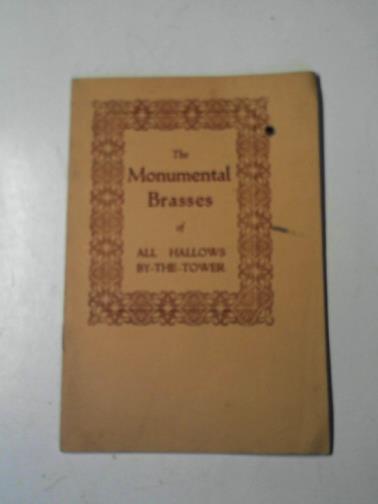 The
Monumental
Brasses
of
ALL HALLOWS
BY-THE-TOWER